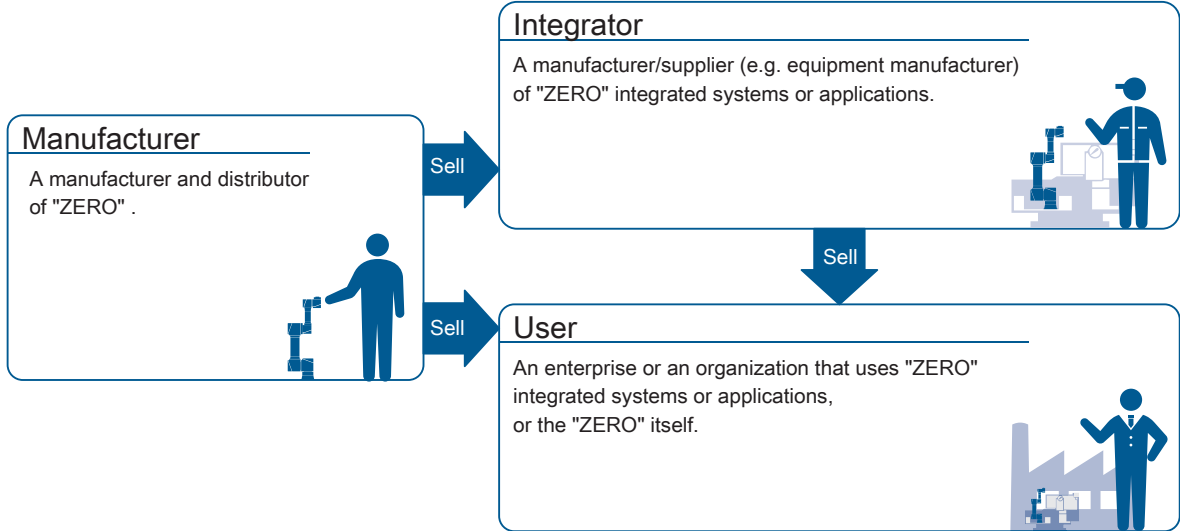 Manufacturer
A manufacturer and distributor
of "ZERO" .
Sell
Integrator
A manufacturer/supplier (e.g. equipment manufacturer)
of "ZERO" integrated systems or applications.
Sell
Sell
User
An enterprise or an organization that uses "ZERO"
integrated systems or applications,
or the "ZERO" itself.